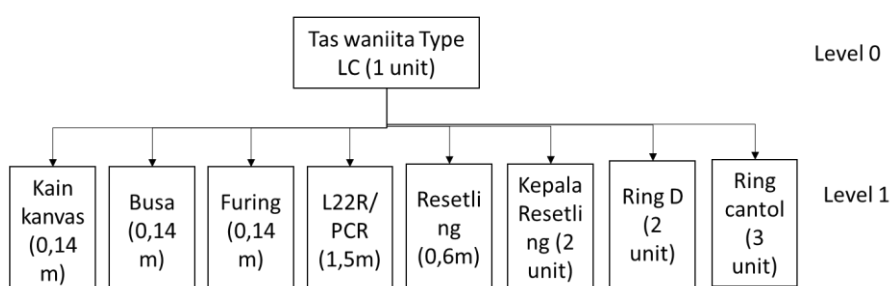 Tas waniita Type
LC (1 unit)
Level 0
Kain
kanvas
(0,14
m)
Busa
(0,14
m)
Furing
(0,14
m)
L22R/
PCR
(1,5m)
Resetli
ng
(0,6m)
Kepala
Resetli
ng (2
unit)
Ring D
(2
unit)
Ring
cantol
(3
unit)
Level 1